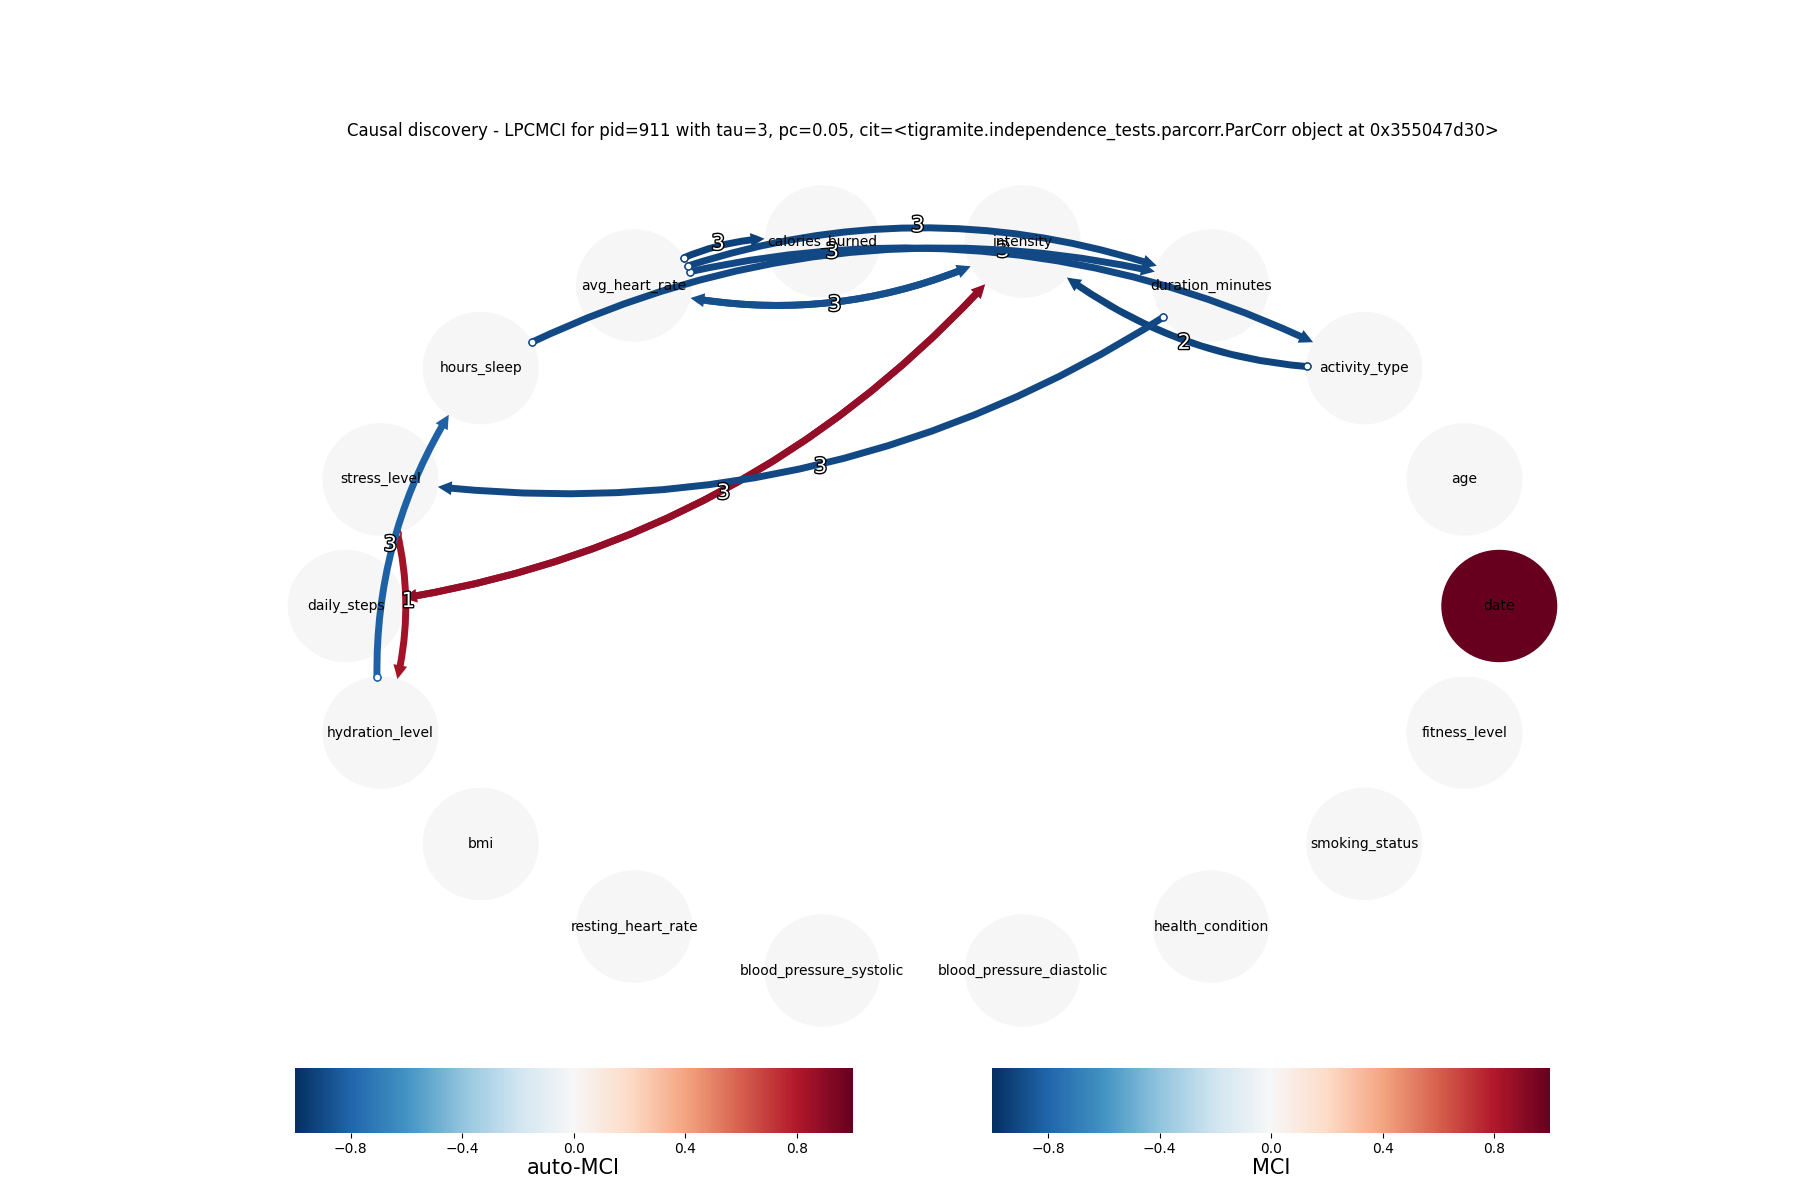 Causal discovery - LPCMCI for pid=911 with tau=3, pc=0.05, cit=<tigramite.independence_tests.parcorr.ParCorr object at 0x355047d30>
3
3
calories_burned
intensity
3
3
avg_heart_rate
duration_minutes
3
2
hours_sleep
activity_type
3
stress_level
age
3
3
1
daily_steps
date
hydration_level
fitness_level
bmi
smoking_status
resting_heart_rate
health_condition
blood_pressure_systolic
blood_pressure_diastolic
−0.8 −0.4 0.0 0.4 0.8
auto-MCI
−0.8 −0.4 0.0 0.4 0.8
MCI